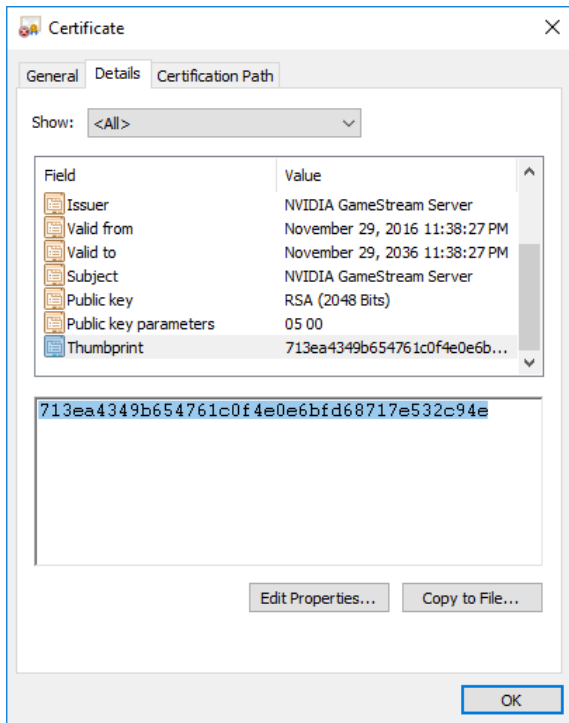 Certificate
General Details Certification Path
Show: <All>
Field Value
Issuer NVIDIA GameStream Server
Valid from November 29, 2016 11:38:27 PM
Valid to November 29, 2036 11:38:27 PM
Subject NVIDIA GameStream Server
Public key RSA (2048 Bits)
Public key parameters 05 00
Thumbprint 713ea4349b654761c0f4e0e6b...
713ea4349b654761c0f4e0e6bfd68717e532c94e
Edit Properties... Copy to File...
OK